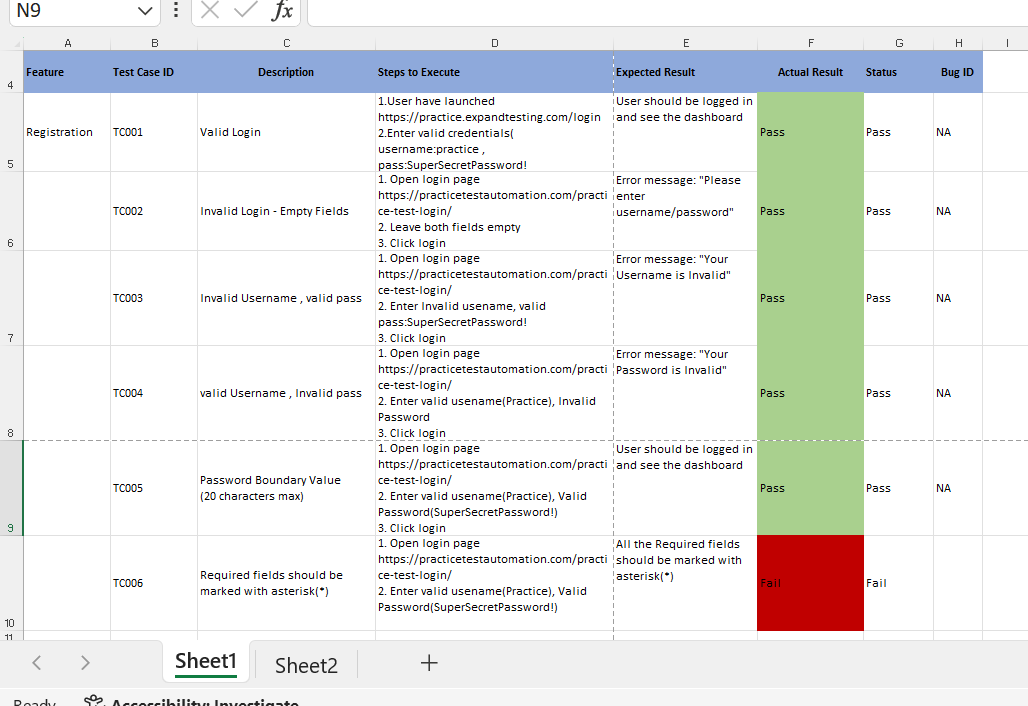 N9
fx
A B C D E F G H I
4
Feature
Test Case ID
Description
Steps to Execute
Expected Result
Actual Result
Status
Bug ID
5
Registration
TC001
Valid Login
1.User have launched
https://practice.expandtesting.com/login
2.Enter valid credentials(
username:practice ,
pass:SuperSecretPassword!
User should be logged in
and see the dashboard
Pass
Pass
NA
6
TC002
Invalid Login - Empty Fields
1. Open login page
https://practicetestautomation.com/practi
ce-test-login/
2. Leave both fields empty
3. Click login
Error message: "Please
enter
username/password"
Pass
Pass
NA
7
TC003
Invalid Username , valid pass
1. Open login page
https://practicetestautomation.com/practi
ce-test-login/
2. Enter Invalid usename, valid
pass:SuperSecretPassword!
3. Click login
Error message: "Your
Username is Invalid"
Pass
Pass
NA
8
TC004
valid Username , Invalid pass
1. Open login page
https://practicetestautomation.com/practi
ce-test-login/
2. Enter valid usename(Practice), Invalid
Password
3. Click login
Error message: "Your
Password is Invalid"
Pass
Pass
NA
9
TC005
Password Boundary Value
(20 characters max)
1. Open login page
https://practicetestautomation.com/practi
ce-test-login/
2. Enter valid usename(Practice), Valid
Password(SuperSecretPassword!)
3. Click login
User should be logged in
and see the dashboard
Pass
Pass
NA
10
TC006
Required fields should be
marked with asterisk(*)
1. Open login page
https://practicetestautomation.com/practi
ce-test-login/
2. Enter valid usename(Practice), Valid
Password(SuperSecretPassword!)
All the Required fields
should be marked with
asterisk(*)
Fail
Fail
11
Sheet1
Sheet2
Ready
Accessibility: Investigate